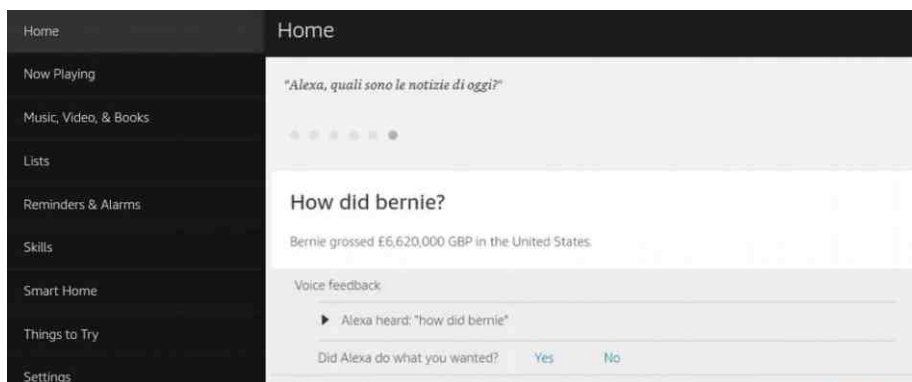 Home
Home
Now Playing
Music, Video, & Books
Lists
Reminders & Alarms
Skills
Smart Home
Things to Try
Settings
"Alexa, quali sono le notizie di oggi?"
How did bernie?
Bernie grossed £6,620,000 GBP in the United States.
Voice feedback
Alexa heard: "how did bernie"
Did Alexa do what you wanted? Yes No